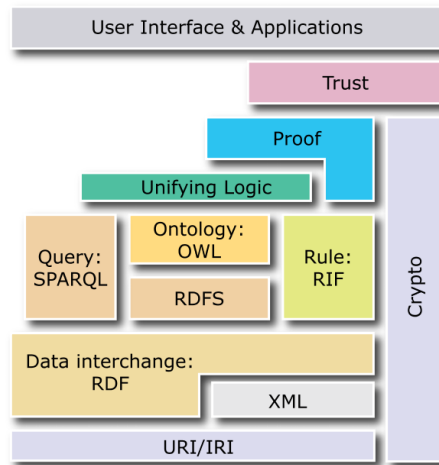 User Interface & Applications
Trust
Proof
Unifying Logic
Query:
SPARQL
Ontology:
OWL
RDFS
Rule:
RIF
Crypto
Data interchange:
RDF
XML
URI/IRI